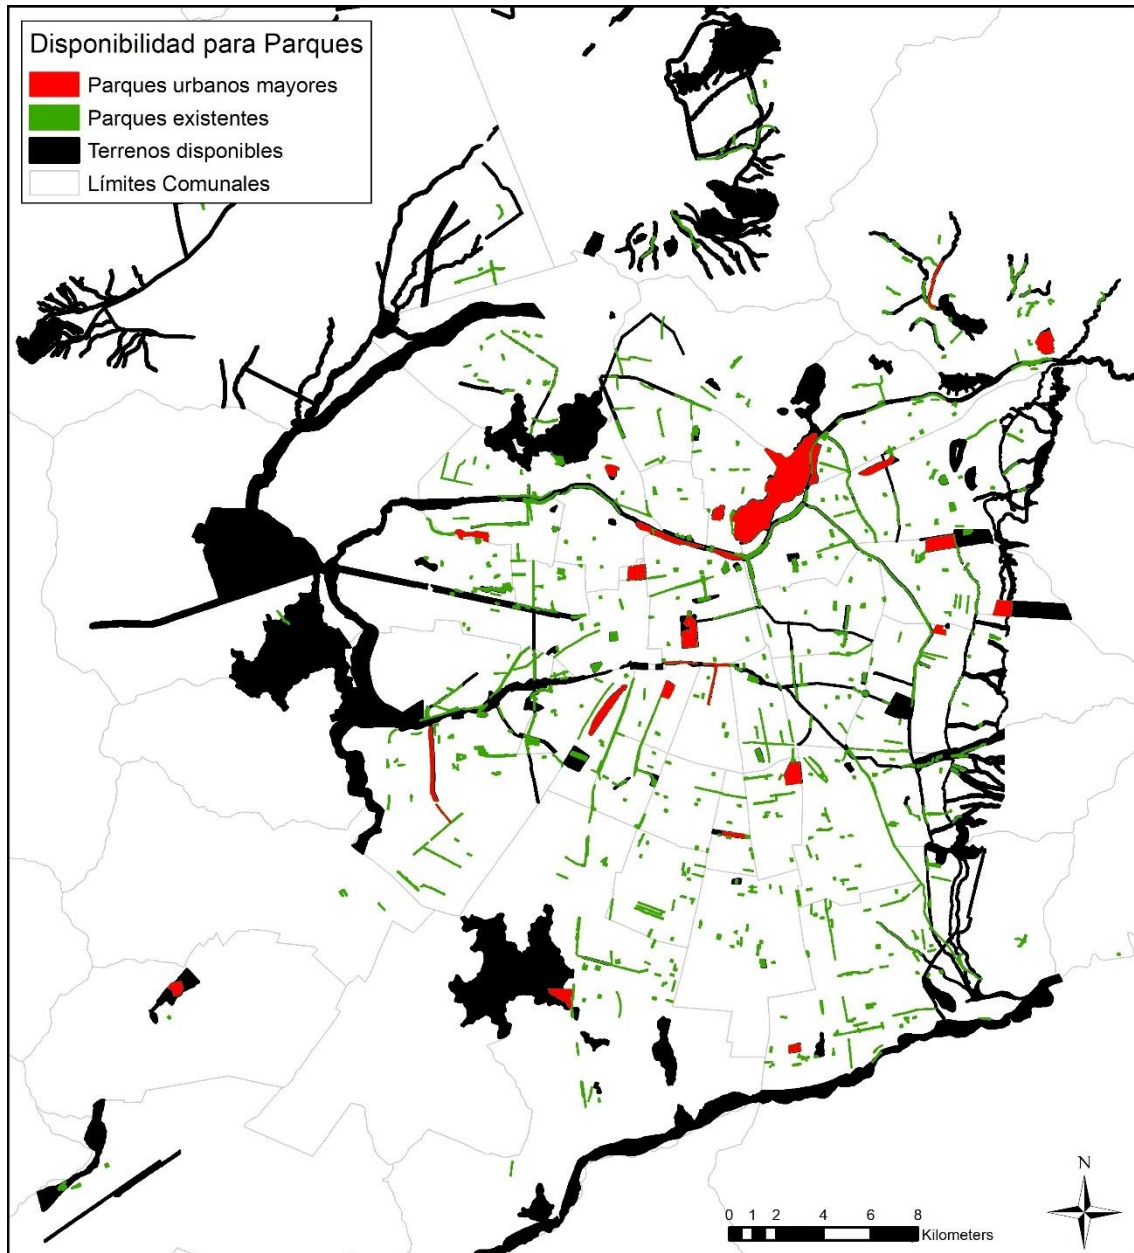 Disponibilidad para Parques
Parques urbanos mayores
Parques existentes
Terrenos disponibles
Límites Comunales
N
0 1 2 4 6 8
Kilometers